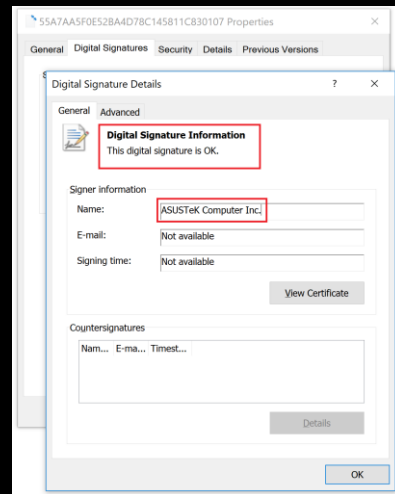 55A7AA5F0E52BA4D78C145811C830107 Properties
General Digital Signatures Security Details Previous Versions
Digital Signature Details
General Advanced
Digital Signature Information
This digital signature is OK.
Signer information
Name: ASUSTeK Computer Inc.
E-mail: Not available
Signing time: Not available
View Certificate
Countersignatures
Nam... E-ma... Timest...
Details
OK